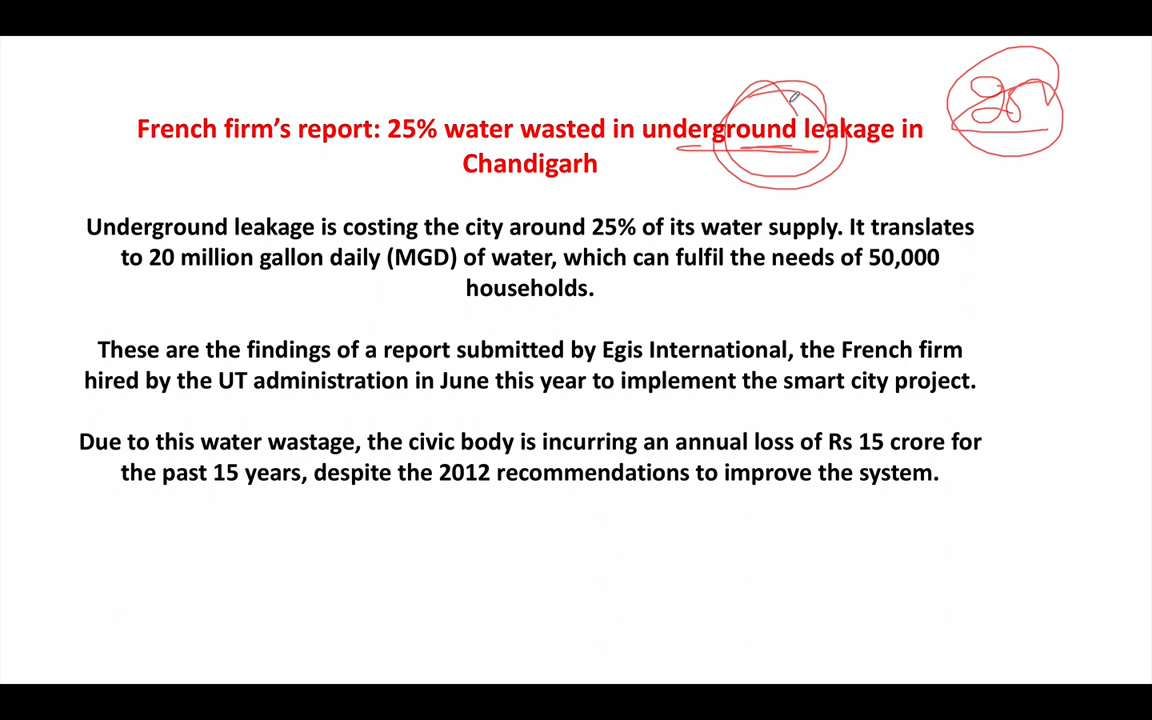 French firm's report: 25% water wasted in underground leakage in
Chandigarh
Underground leakage is costing the city around 25% of its water supply. It translates
to 20 million gallon daily (MGD) of water, which can fulfil the needs of 50,000
households.
These are the findings of a report submitted by Egis International, the French firm
hired by the UT administration in June this year to implement the smart city project.
Due to this water wastage, the civic body is incurring an annual loss of Rs 15 crore for
the past 15 years, despite the 2012 recommendations to improve the system.